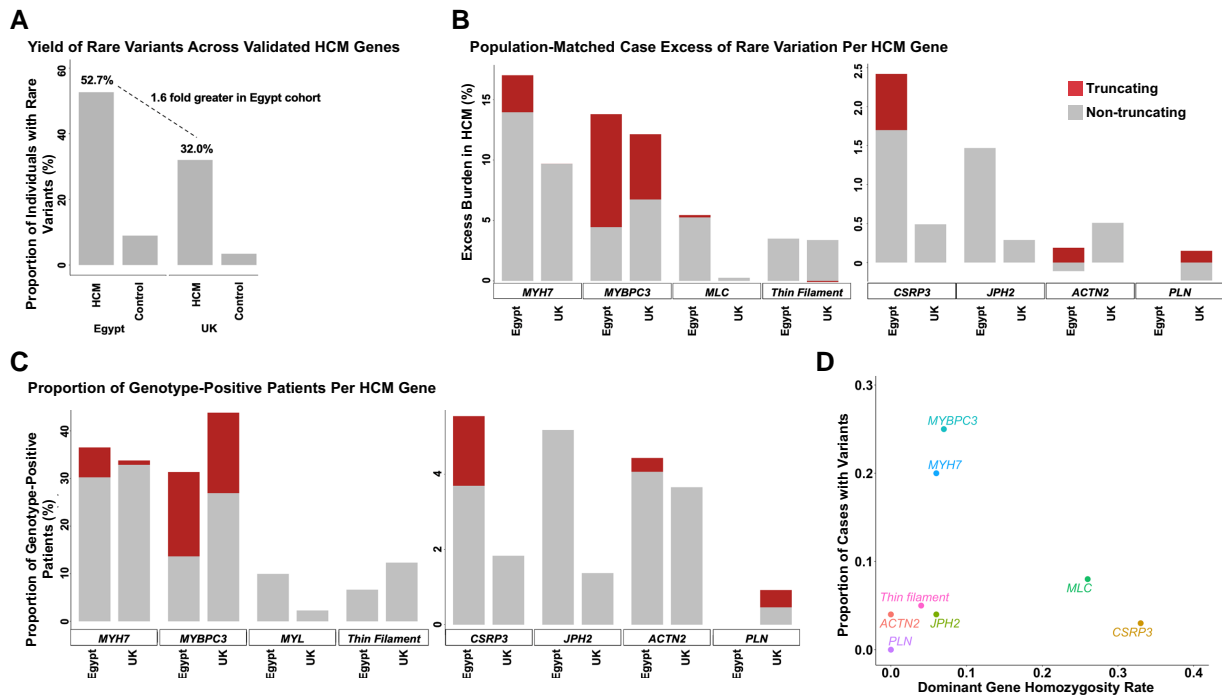 A
Yield of Rare Variants Across Validated HCM Genes
Proportion of Individuals with Rare
Variants (%)
60
40
20
0
52.7%
1.6 fold greater in Egypt cohort
32.0%
HCM
Control
HCM
Control
Egypt
UK
B
Population-Matched Case Excess of Rare Variation Per HCM Gene
Excess Burden in HCM (%)
15
10
5
0
MYH7
MYBPC3
MLC
Thin Filament
Egypt
UK
Egypt
UK
Egypt
UK
Egypt
UK
2.5
2.0
1.5
1.0
0.5
0
Truncating
Non-truncating
CSRP3
JPH2
ACTN2
PLN
Egypt
UK
Egypt
UK
Egypt
UK
Egypt
UK
C
Proportion of Genotype-Positive Patients Per HCM Gene
Proportion of Genotype-Positive
Patients (%)
40
30
20
10
0
MYH7
MYBPC3
MYL
Thin Filament
Egypt
UK
Egypt
UK
Egypt
UK
Egypt
UK
4
2
0
CSRP3
JPH2
ACTN2
PLN
Egypt
UK
Egypt
UK
Egypt
UK
Egypt
UK
D
Proportion of Cases with Variants
0.3
0.2
0.1
0.0
MYBPC3
MYH7
MLC
Thin filament
ACTN2
JPH2
CSRP3
PLN
0.0
0.1
0.2
0.3
0.4
Dominant Gene Homozygosity Rate